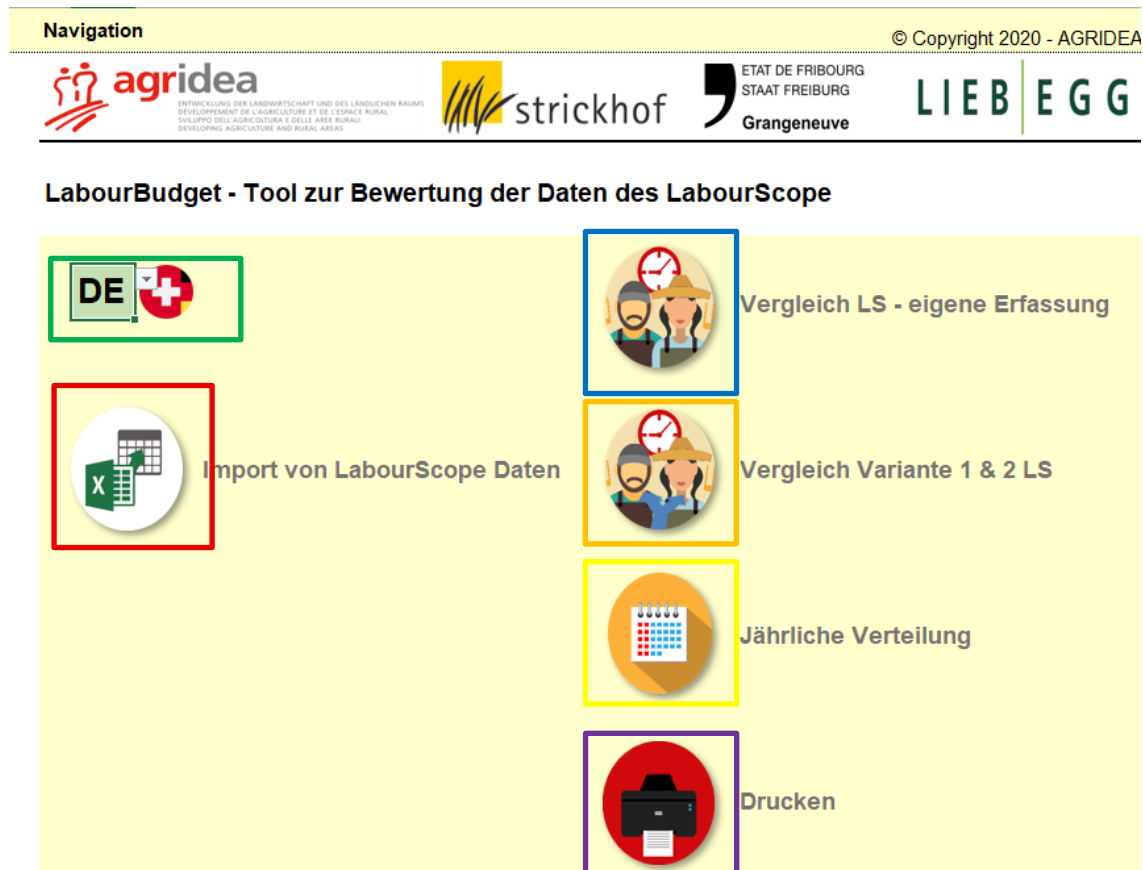 Navigation
© Copyright 2020 - AGRIDEA
agridea
ENTWICKLUNG DER LANDWIRTSCHAFT UND DES LÄNDLICHEN RAUMS
DÉVELOPPEMENT DE L'AGRICULTURE ET DE L'ESPACE RURAL
SVILUPPO DELL'AGRICOLTURA E DELLE AREE RURALI
DEVELOPING AGRICULTURE AND RURAL AREAS
strickhof
ETAT DE FRIBOURG
STAAT FREIBURG
Grangeneuve
LIEBEGG
LabourBudget - Tool zur Bewertung der Daten des LabourScope
DE
Vergleich LS - eigene Erfassung
X
Import von LabourScope Daten
Vergleich Variante 1 & 2 LS
Jährliche Verteilung
Drucken